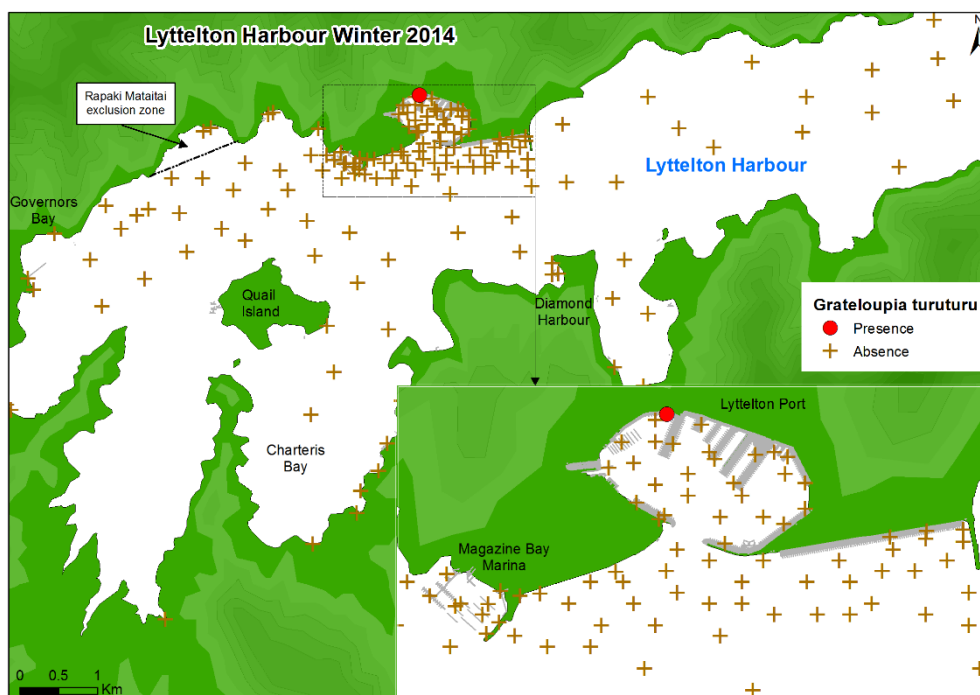 Lyttelton Harbour Winter 2014
N
Rapaki Mataitai
exclusion zone
Lyttelton Harbour
Governors
Bay
Quail
Island
Diamond
Harbour
Grateloupia turuturu
Presence
Absence
Lyttelton Port
Charteris
Bay
Magazine Bay
Marina
0 0.5 1
Km